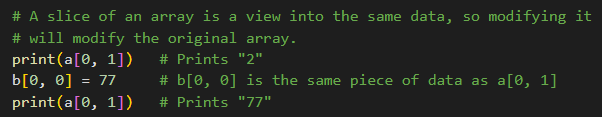 # A slice of an array is a view into the same data, so modifying it
# will modify the original array.
print(a[0, 1])   # Prints "2"
b[0, 0] = 77     # b[0, 0] is the same piece of data as a[0, 1]
print(a[0, 1])   # Prints "77"